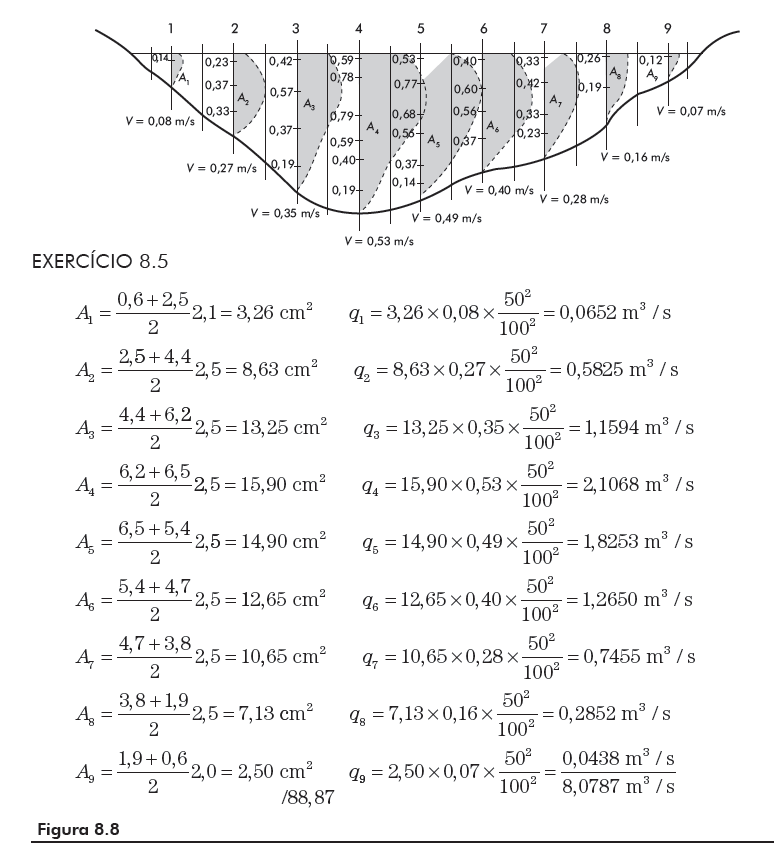 1 2 3 4 5 6 7 8 9
0,14 A₁
V = 0,08 m/s
0,23 0,37 0,33 A₂
V = 0,27 m/s
0,42 0,57 0,37 0,19 A₃
V = 0,35 m/s
0,59 0,78 0,79 0,59 0,40 0,19 A₄
V = 0,53 m/s
0,53 0,77 0,68 0,56 0,37 0,14 A₅
V = 0,49 m/s
0,40 0,60 0,56 0,37 A₆
V = 0,40 m/s
0,33 0,42 0,33 0,23 A₇
V = 0,28 m/s
0,26 0,19 A₈
V = 0,16 m/s
0,12 A₉
V = 0,07 m/s
EXERCÍCIO 8.5
A₁ = (0,6 + 2,5)/2 2,1 = 3,26 cm² q₁ = 3,26 × 0,08 × 50²/100² = 0,0652 m³ / s
A₂ = (2,5 + 4,4)/2 2,5 = 8,63 cm² q₂ = 8,63 × 0,27 × 50²/100² = 0,5825 m³ / s
A₃ = (4,4 + 6,2)/2 2,5 = 13,25 cm² q₃ = 13,25 × 0,35 × 50²/100² = 1,1594 m³ / s
A₄ = (6,2 + 6,5)/2 2,5 = 15,90 cm² q₄ = 15,90 × 0,53 × 50²/100² = 2,1068 m³ / s
A₅ = (6,5 + 5,4)/2 2,5 = 14,90 cm² q₅ = 14,90 × 0,49 × 50²/100² = 1,8253 m³ / s
A₆ = (5,4 + 4,7)/2 2,5 = 12,65 cm² q₆ = 12,65 × 0,40 × 50²/100² = 1,2650 m³ / s
A₇ = (4,7 + 3,8)/2 2,5 = 10,65 cm² q₇ = 10,65 × 0,28 × 50²/100² = 0,7455 m³ / s
A₈ = (3,8 + 1,9)/2 2,5 = 7,13 cm² q₈ = 7,13 × 0,16 × 50²/100² = 0,2852 m³ / s
A₉ = (1,9 + 0,6)/2 2,0 = 2,50 cm² q₉ = 2,50 × 0,07 × 50²/100² = 0,0438 m³ / s
/88,87 8,0787 m³ / s
Figura 8.8